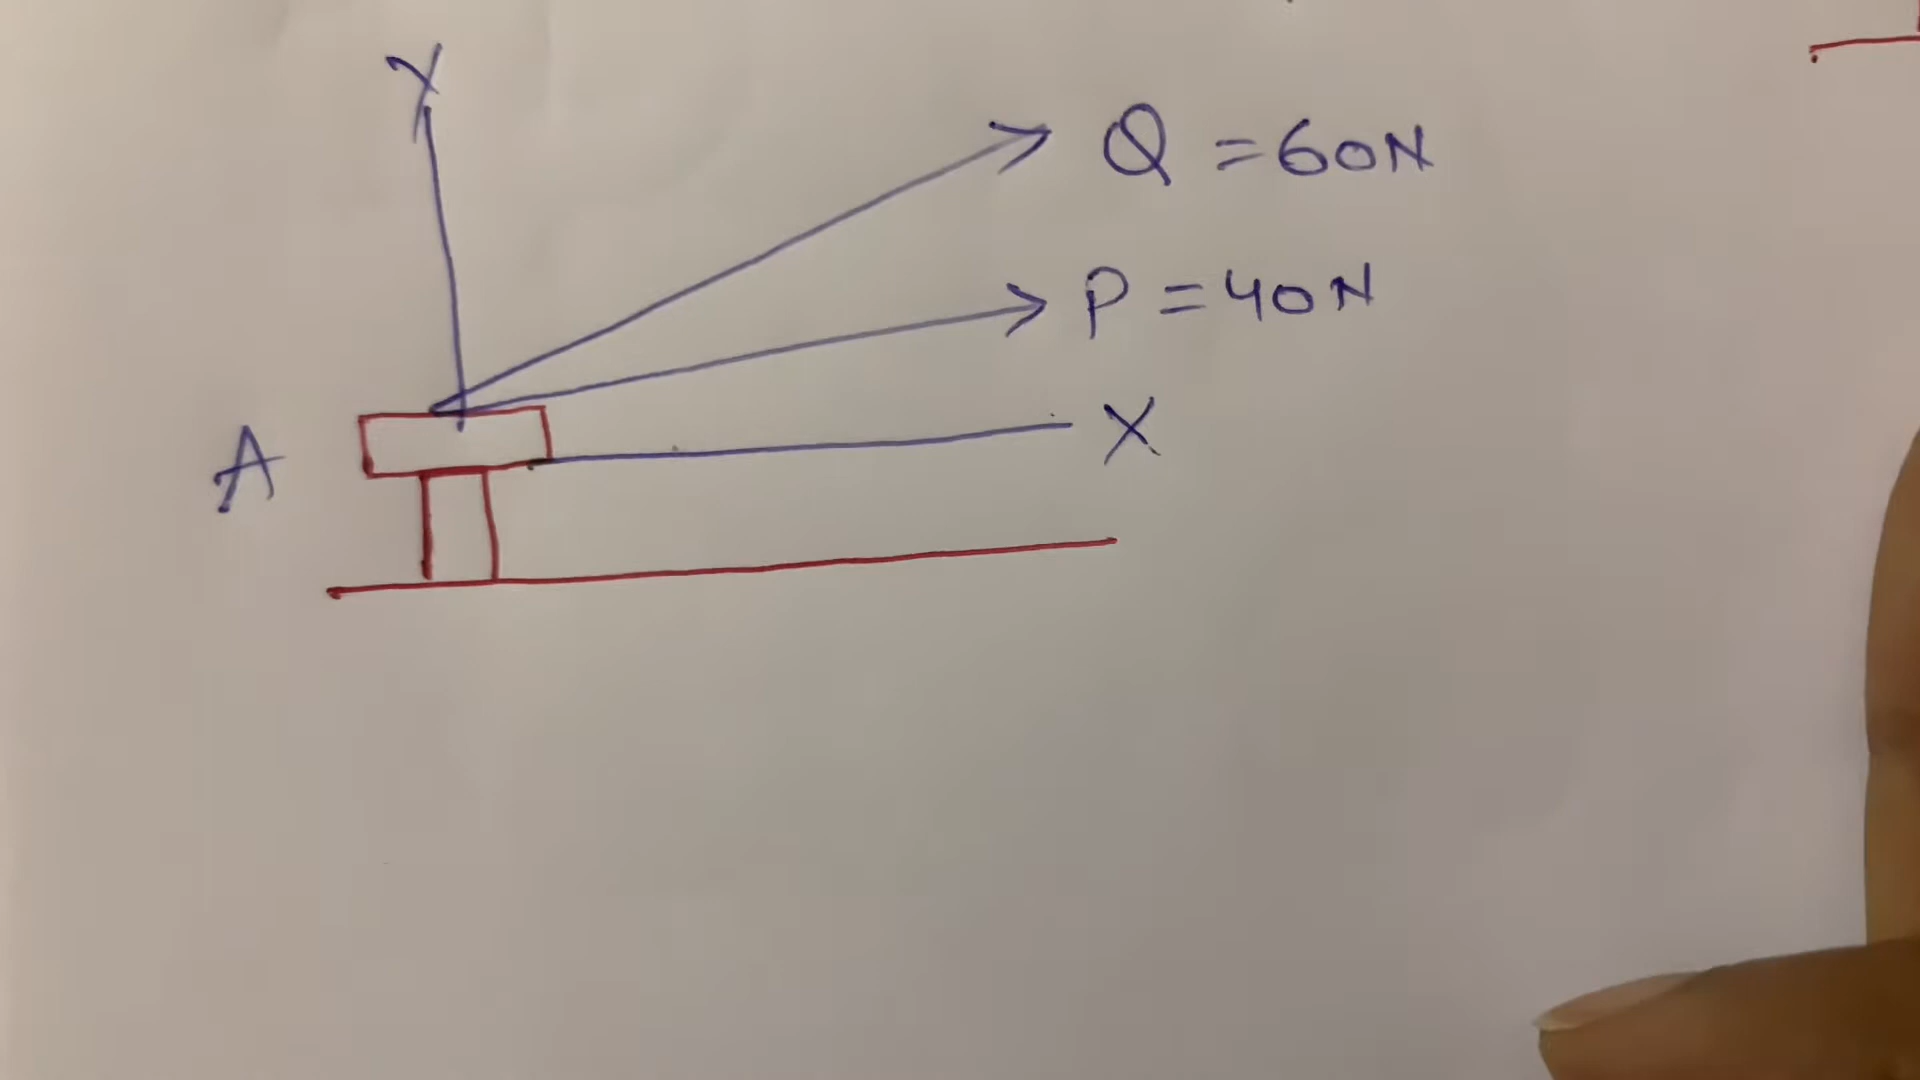 Y
Q = 60N
P = 40N
X
A